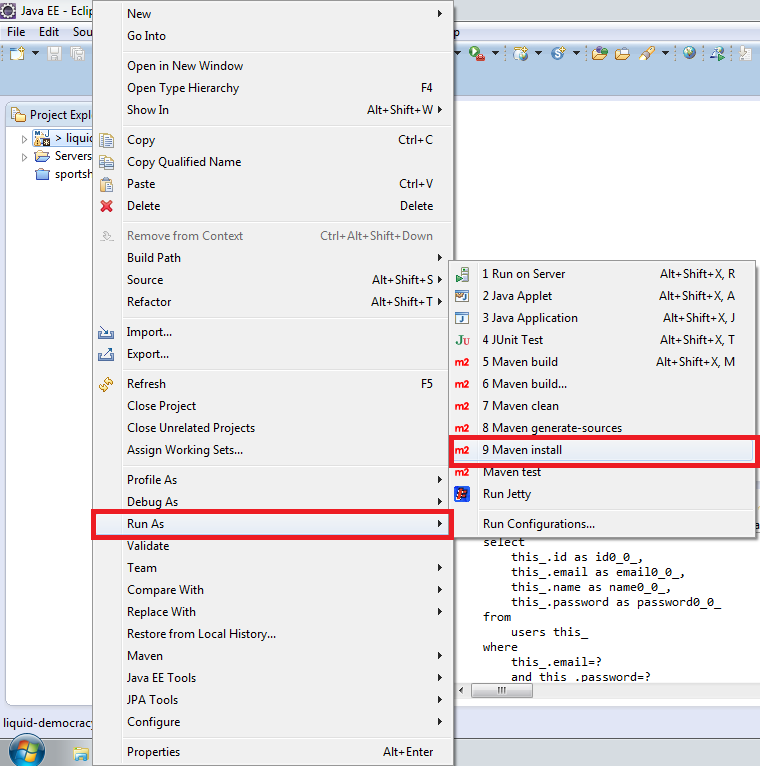 Java EE - Eclip
File Edit Sou
Project Expl
> liquid
Servers
sportsh
New
Go Into
Open in New Window
Open Type Hierarchy F4
Show In Alt+Shift+W
Copy Ctrl+C
Copy Qualified Name
Paste Ctrl+V
Delete Delete
Remove from Context Ctrl+Alt+Shift+Down
Build Path
Source Alt+Shift+S
Refactor Alt+Shift+T
Import...
Export...
Refresh F5
Close Project
Close Unrelated Projects
Assign Working Sets...
Profile As
Debug As
Run As
Validate
Team
Compare With
Replace With
Restore from Local History...
Maven
Java EE Tools
JPA Tools
Configure
Properties Alt+Enter
1 Run on Server Alt+Shift+X, R
2 Java Applet Alt+Shift+X, A
3 Java Application Alt+Shift+X, J
Ju 4 JUnit Test Alt+Shift+X, T
m2 5 Maven build Alt+Shift+X, M
m2 6 Maven build...
m2 7 Maven clean
m2 8 Maven generate-sources
m2 9 Maven install
m2 Maven test
Run Jetty
Run Configurations...
select
this_.id as id0_0_,
this_.email as email0_0_,
this_.name as name0_0_,
this_.password as password0_0_
from
users this_
where
this_.email=?
and this_.password=?
liquid-democracy